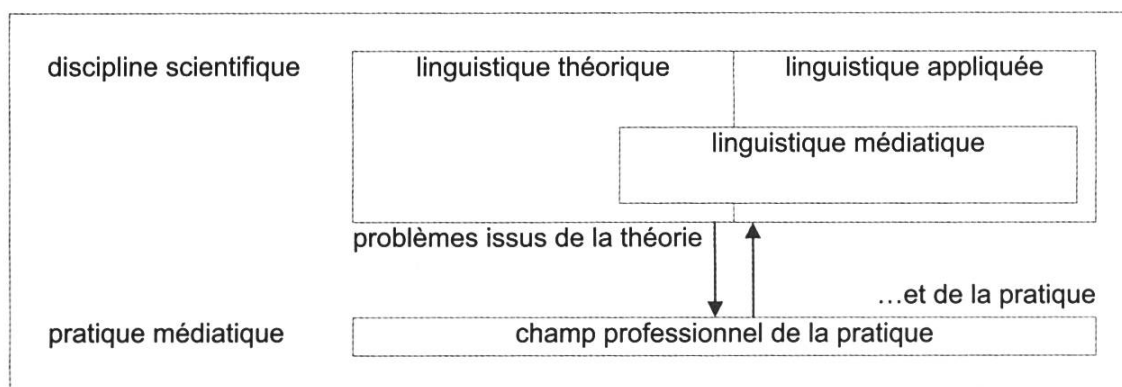 discipline scientifique linguistique théorique linguistique appliquée
linguistique médiatique
problèmes issus de la théorie
…et de la pratique
pratique médiatique champ professionnel de la pratique